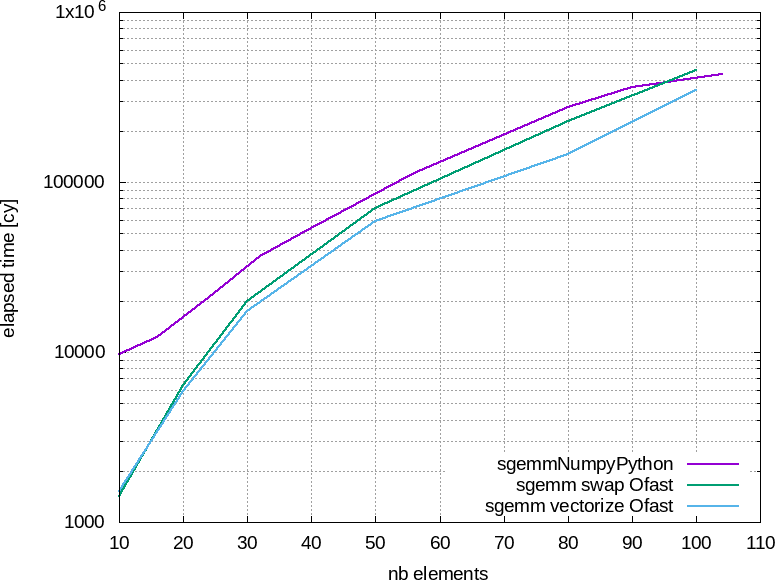 1x10^6
100000
10000
1000
elapsed time [cy]
sgemmNumpyPython
sgemm swap Ofast
sgemm vectorize Ofast
10 20 30 40 50 60 70 80 90 100 110
nb elements